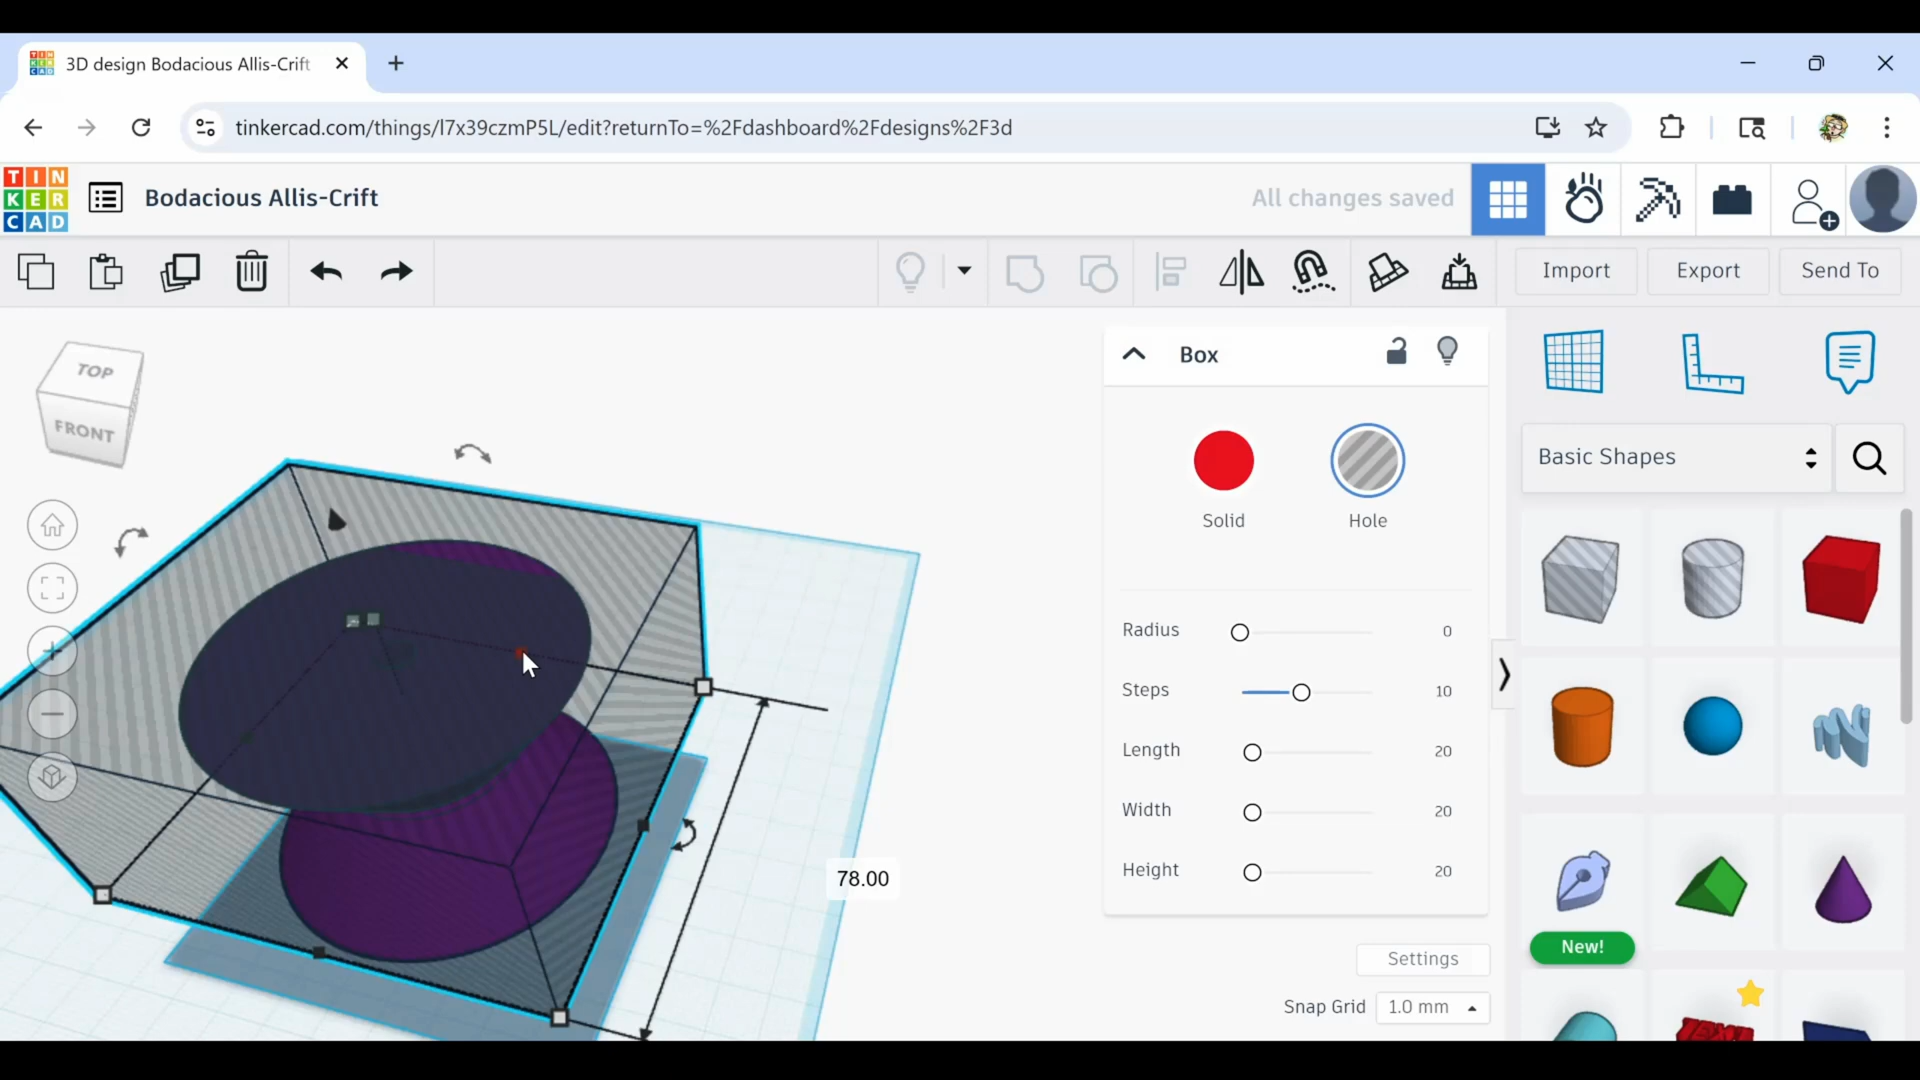 3D design Bodacious Allis-Crift
tinkercad.com/things/l7x39czmP5L/edit?returnTo=%2Fdashboard%2Fdesigns%2F3d
TIN
KER
CAD
Bodacious Allis-Crift
All changes saved
Import
Export
Send To
TOP
FRONT
Box
Solid
Hole
Radius
0
Steps
10
Length
20
Width
20
Height
20
78.00
Settings
Snap Grid
1.0 mm
Basic Shapes
New!
TEXT